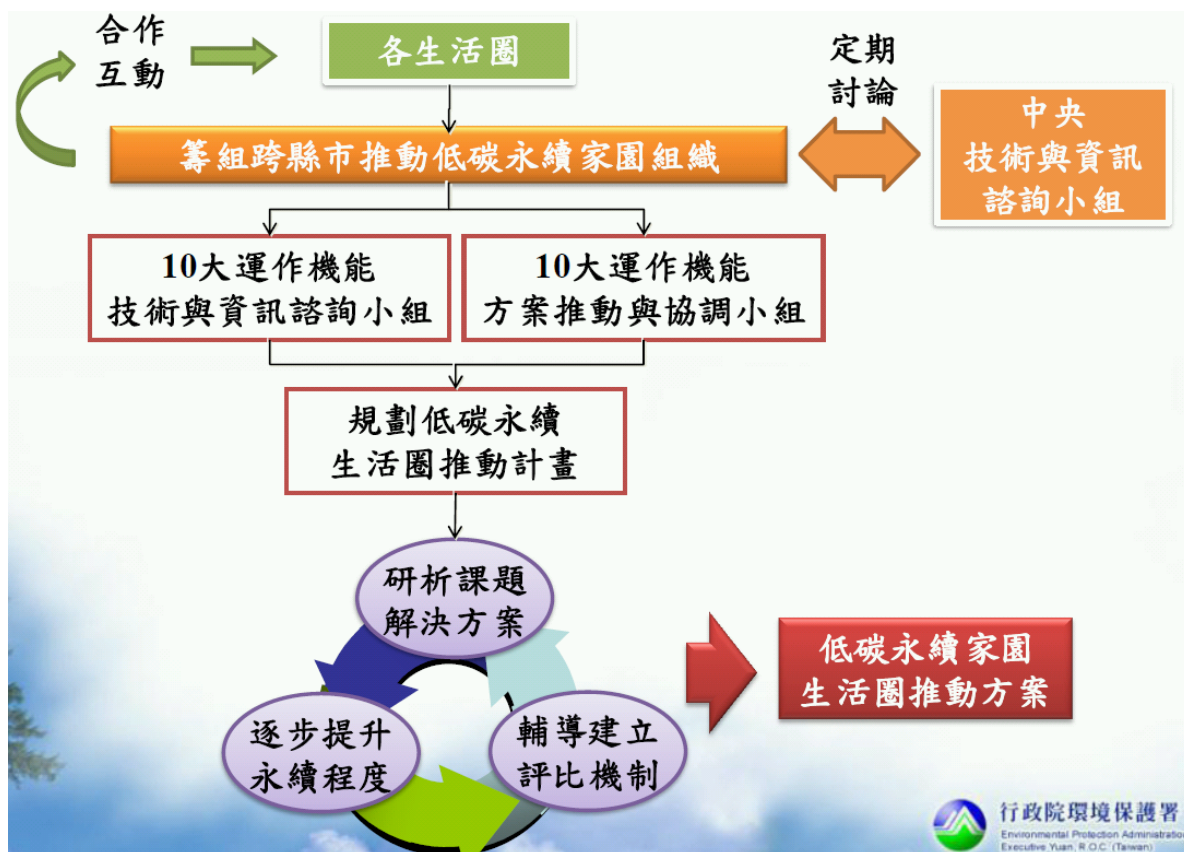 合作
互動
各生活圈
定期
討論
中央
技術與資訊
諮詢小組
籌組跨縣市推動低碳永續家園組織
10大運作機能
技術與資訊諮詢小組
10大運作機能
方案推動與協調小組
規劃低碳永續
生活圈推動計畫
研析課題
解決方案
逐步提升
永續程度
輔導建立
評比機制
低碳永續家園
生活圈推動方案
行政院環境保護署
Environmental Protection Administration
Executive Yuan, R.O.C. (Taiwan)